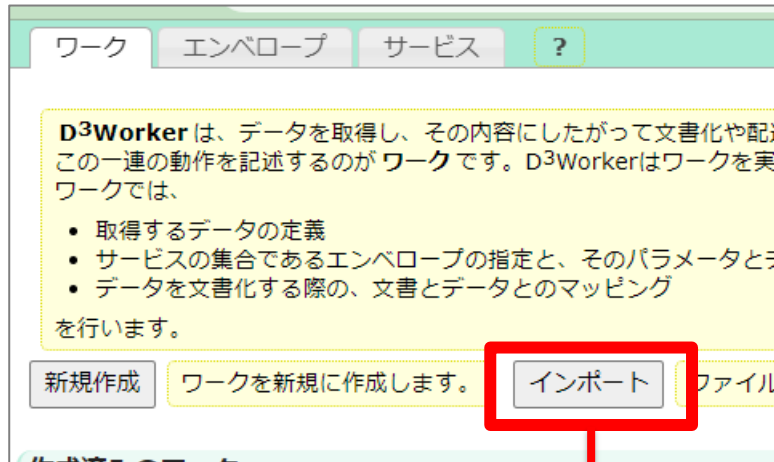 ワーク エンベロープ サービス ?
D³Worker は、データを取得し、その内容にしたがって文書化や配
この一連の動作を記述するのが ワーク です。D³Workerはワークを実
ワークでは、
• 取得するデータの定義
• サービスの集合であるエンベロープの指定と、そのパラメータと
• データを文書化する際の、文書とデータとのマッピング
を行います。
新規作成 ワークを新規に作成します。 インポート ファイル